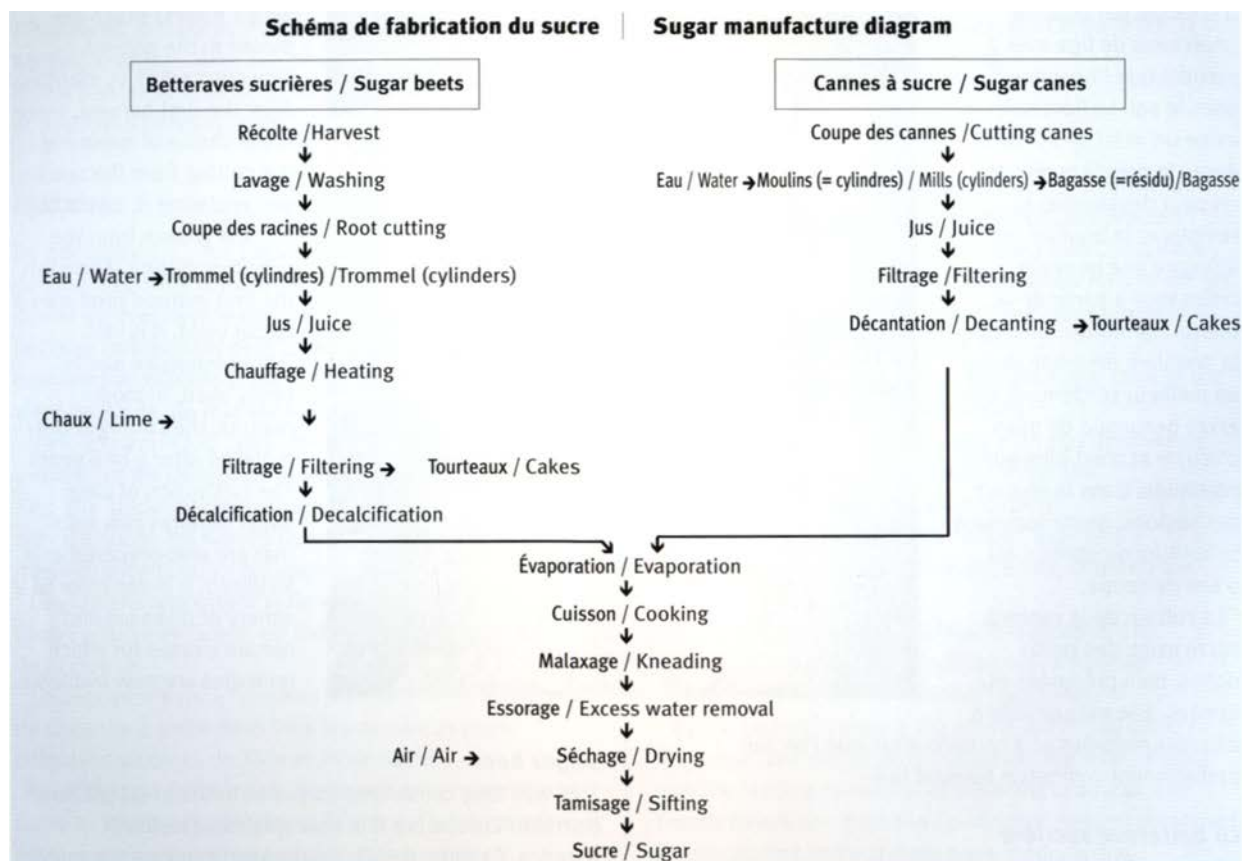 Schéma de fabrication du sucre | Sugar manufacture diagram
Betteraves sucrières / Sugar beets
Récolte / Harvest
Lavage / Washing
Coupe des racines / Root cutting
Eau / Water → Trommel (cylindres) / Trommel (cylinders)
Jus / Juice
Chauffage / Heating
Chaux / Lime →
Filtrage / Filtering → Tourteaux / Cakes
Décalcification / Decalcification
Cannes à sucre / Sugar canes
Coupe des cannes / Cutting canes
Eau / Water → Moulins (= cylindres) / Mills (cylinders) → Bagasse (=résidu)/Bagasse
Jus / Juice
Filtrage / Filtering
Décantation / Decanting → Tourteaux / Cakes
Évaporation / Evaporation
Cuisson / Cooking
Malaxage / Kneading
Essorage / Excess water removal
Air / Air → Séchage / Drying
Tamisage / Sifting
Sucre / Sugar